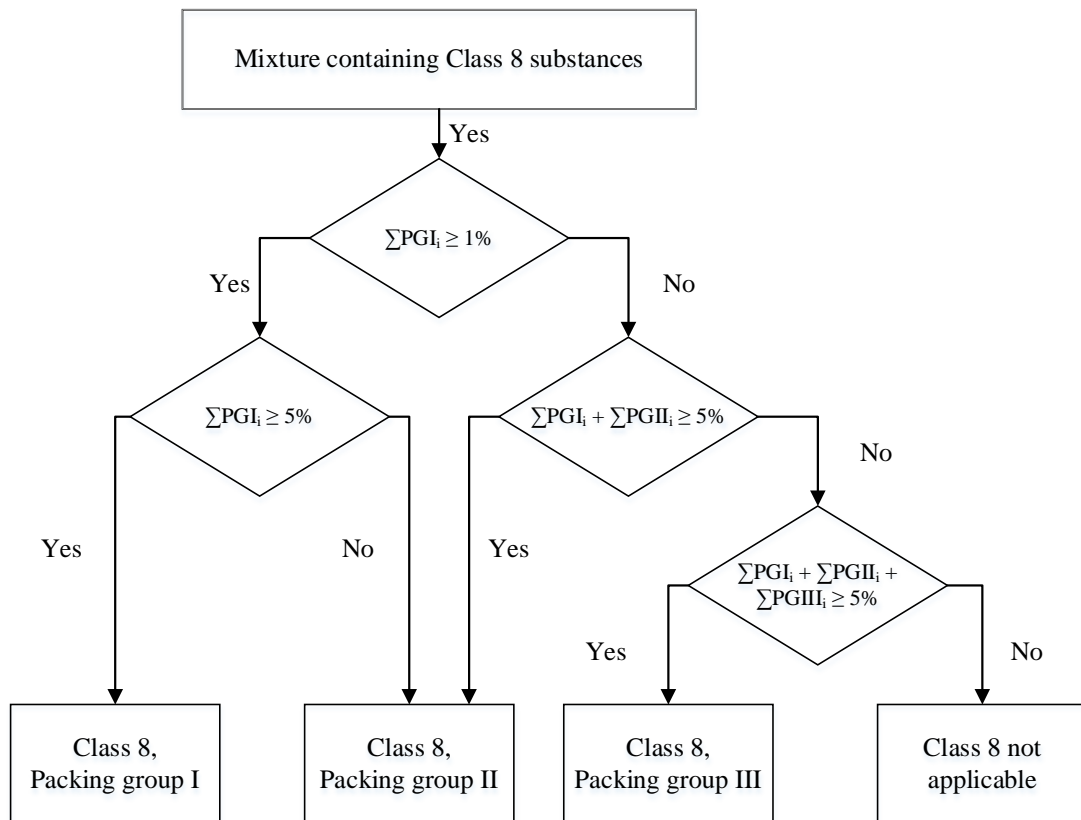 Mixture containing Class 8 substances
Yes
∑PGIᵢ ≥ 1%
Yes
No
∑PGIᵢ ≥ 5%
∑PGIᵢ + ∑PGIIᵢ ≥ 5%
No
Yes
No
Yes
∑PGIᵢ + ∑PGIIᵢ +
∑PGIIIᵢ ≥ 5%
Yes
No
Class 8,
Packing group I
Class 8,
Packing group II
Class 8,
Packing group III
Class 8 not
applicable